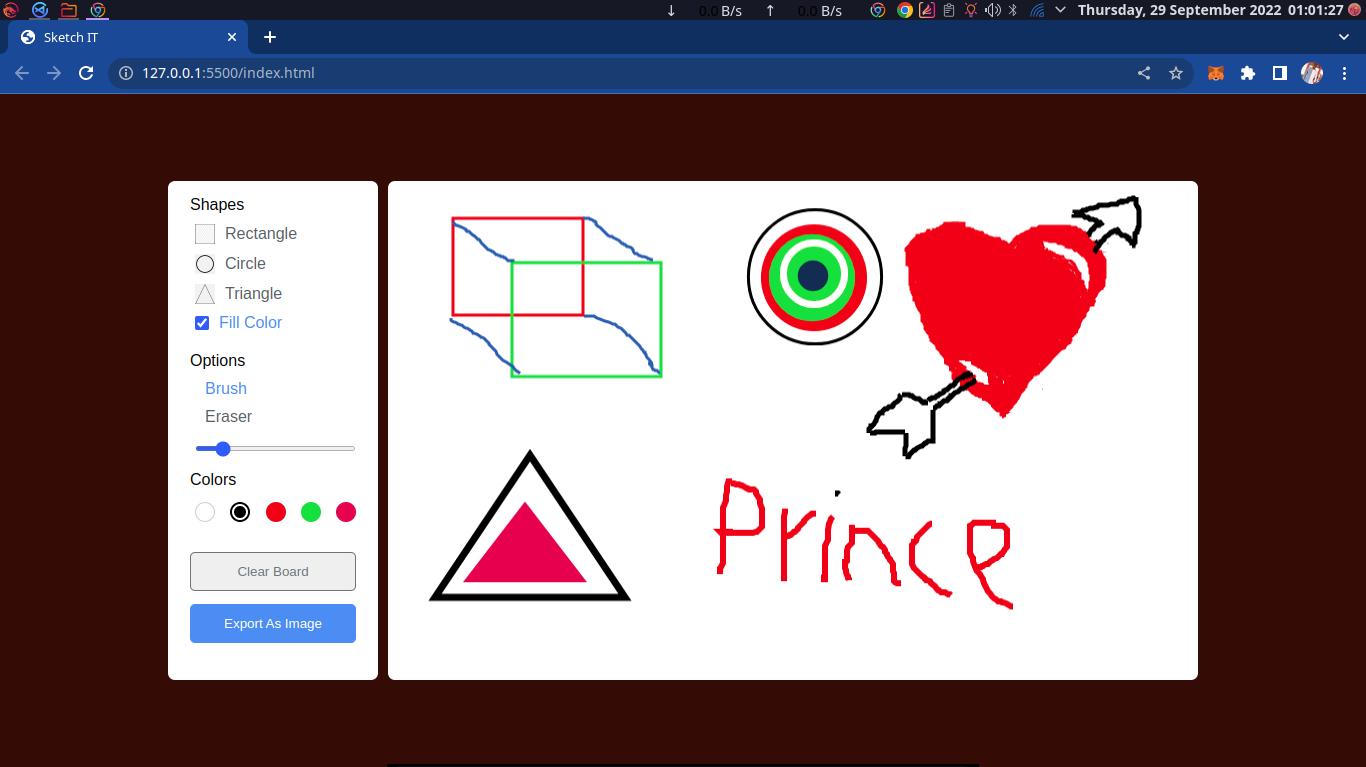 0.0 B/s 0.0 B/s Thursday, 29 September 2022 01:01:27
Sketch IT
127.0.0.1:5500/index.html
Shapes
Rectangle
Circle
Triangle
Fill Color
Options
Brush
Eraser
Colors
Clear Board
Export As Image
Prince